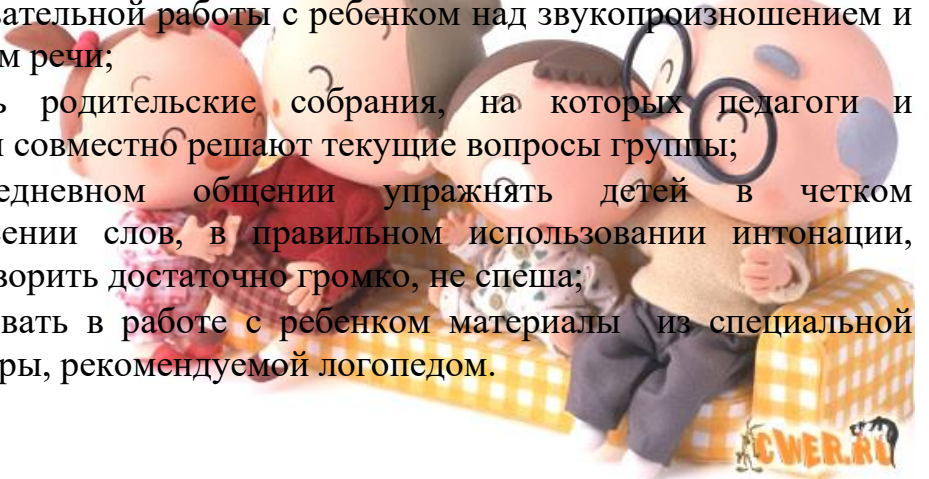 вательной работы с ребенком над звукопроизношением и
м речи;
ь родительские собрания, на которых педагоги и
и совместно решают текущие вопросы группы;
едневном общении упражнять детей в четком
ении слов, в правильном использовании интонации,
ворить достаточно громко, не спеша;
вать в работе с ребенком материалы из специальной
ры, рекомендуемой логопедом.
CWER.RU